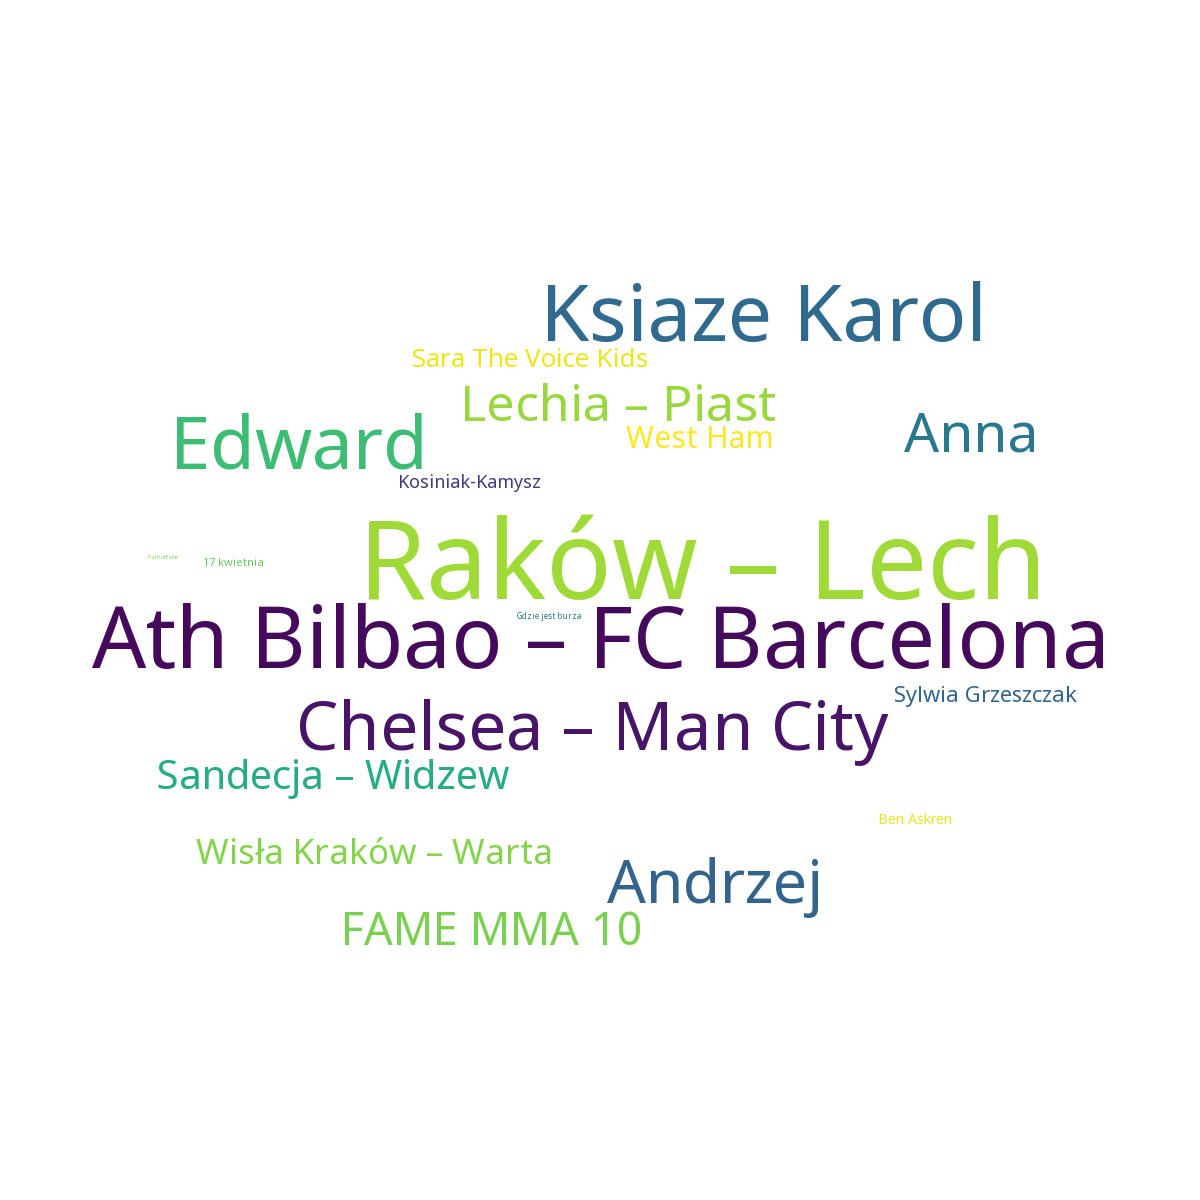 Ksiaze Karol
Sara The Voice Kids
Lechia – Piast
Edward
West Ham
Anna
Kosiniak-Kamysz
17 kwietnia
Raków – Lech
Gdzie jest burza
Ath Bilbao – FC Barcelona
Sylwia Grzeszczak
Chelsea – Man City
Sandecja – Widzew
Ben Askren
Wisła Kraków – Warta
Andrzej
FAME MMA 10